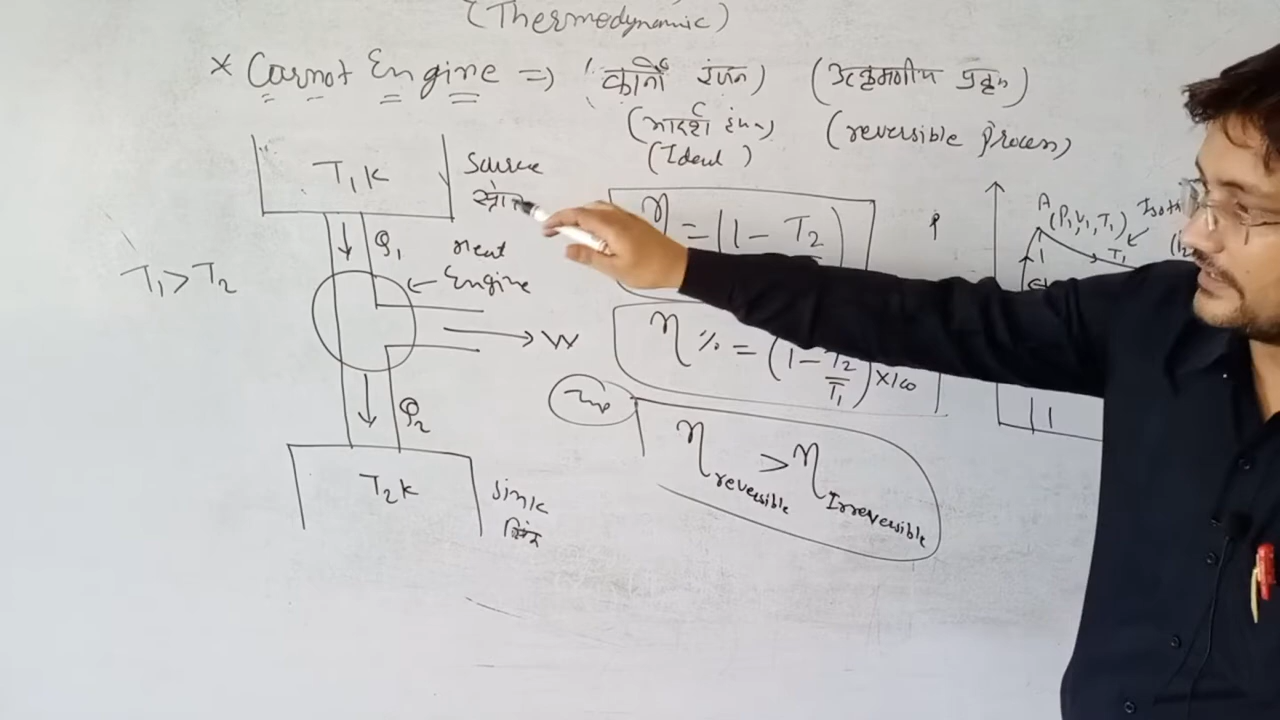 (Thermodynamic)
* Carnot Engine => (कार्नो इंजन) (उत्क्रमणीय प्रक्रम)
(आदर्श इंजन) (reversible process)
(Ideal)
T₁K
Source
स्त्रोत
Q₁
Heat
Engine
T₁ > T₂
W
Q₂
T₂K
Sink
सिंक
η = (1 - T₂
η % = (1 - T₂/T₁) × 100
Imp
η reversible > η Irreversible
P
A
(P₁, V₁, T₁)
T₁